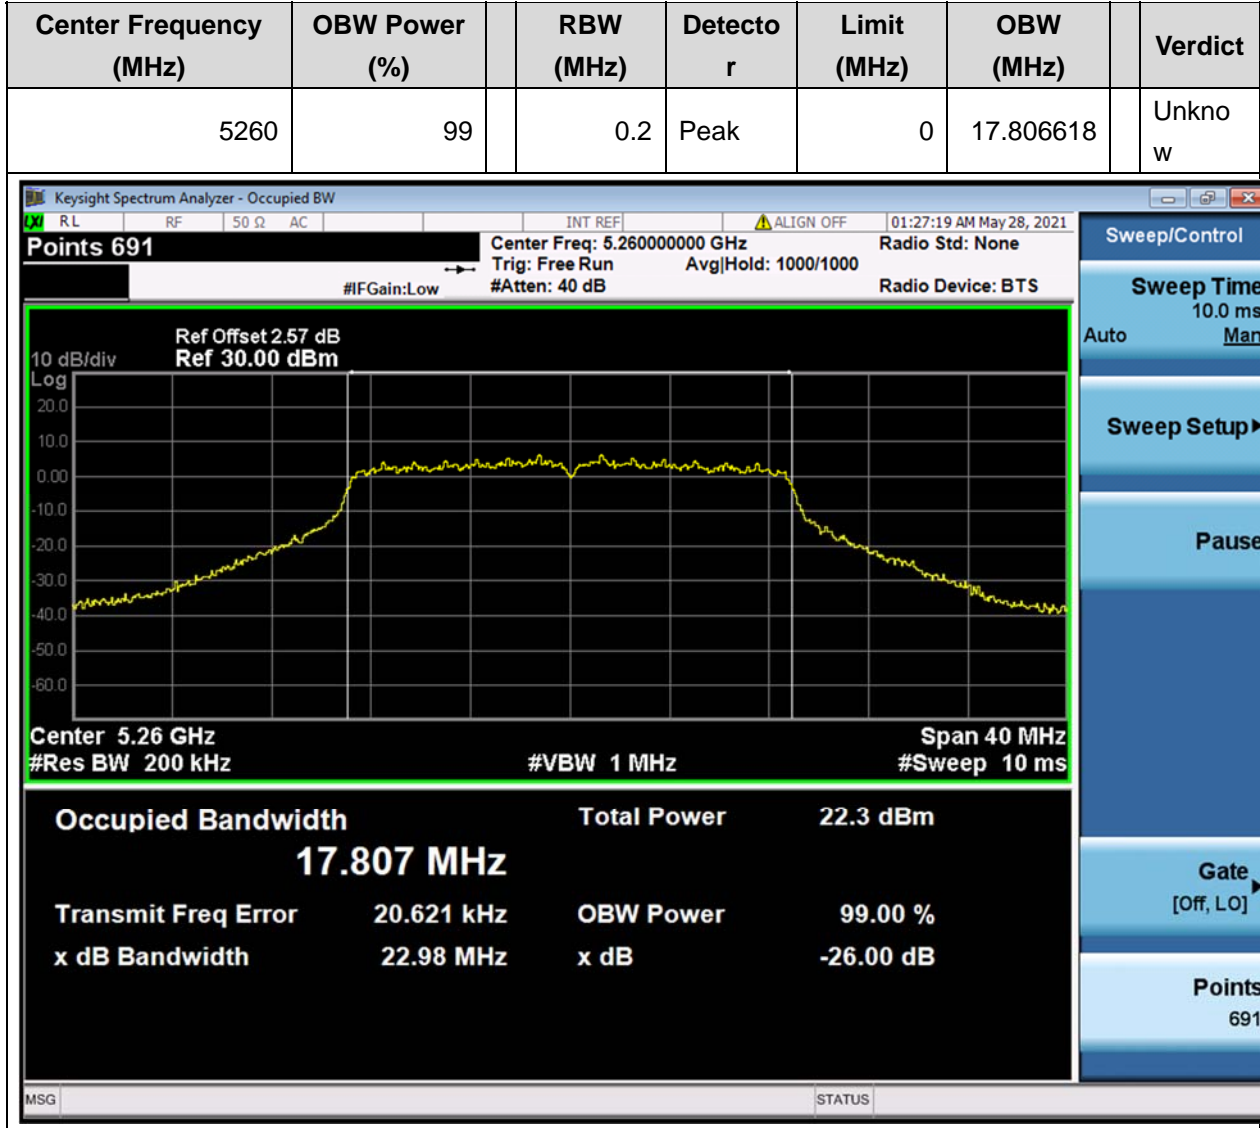 Center Frequency (MHz) OBW Power (%) RBW (MHz) Detecto r Limit (MHz) OBW (MHz) Verdict
5260 99 0.2 Peak 0 17.806618 Unkno w
Keysight Spectrum Analyzer - Occupied BW
LXI RL RF 50 Ω AC INT REF ALIGN OFF 01:27:19 AM May 28, 2021
Points 691
Center Freq: 5.260000000 GHz Radio Std: None
Trig: Free Run Avg|Hold: 1000/1000
#IFGain:Low #Atten: 40 dB Radio Device: BTS
Ref Offset 2.57 dB
10 dB/div Ref 30.00 dBm
Log
20.0
10.0
0.00
-10.0
-20.0
-30.0
-40.0
-50.0
-60.0
Center 5.26 GHz Span 40 MHz
#Res BW 200 kHz #VBW 1 MHz #Sweep 10 ms
Occupied Bandwidth Total Power 22.3 dBm
17.807 MHz
Transmit Freq Error 20.621 kHz OBW Power 99.00 %
x dB Bandwidth 22.98 MHz x dB -26.00 dB
MSG STATUS
Sweep/Control
Sweep Time
10.0 ms
Auto Man
Sweep Setup
Pause
Gate
[Off, LO]
Points
691